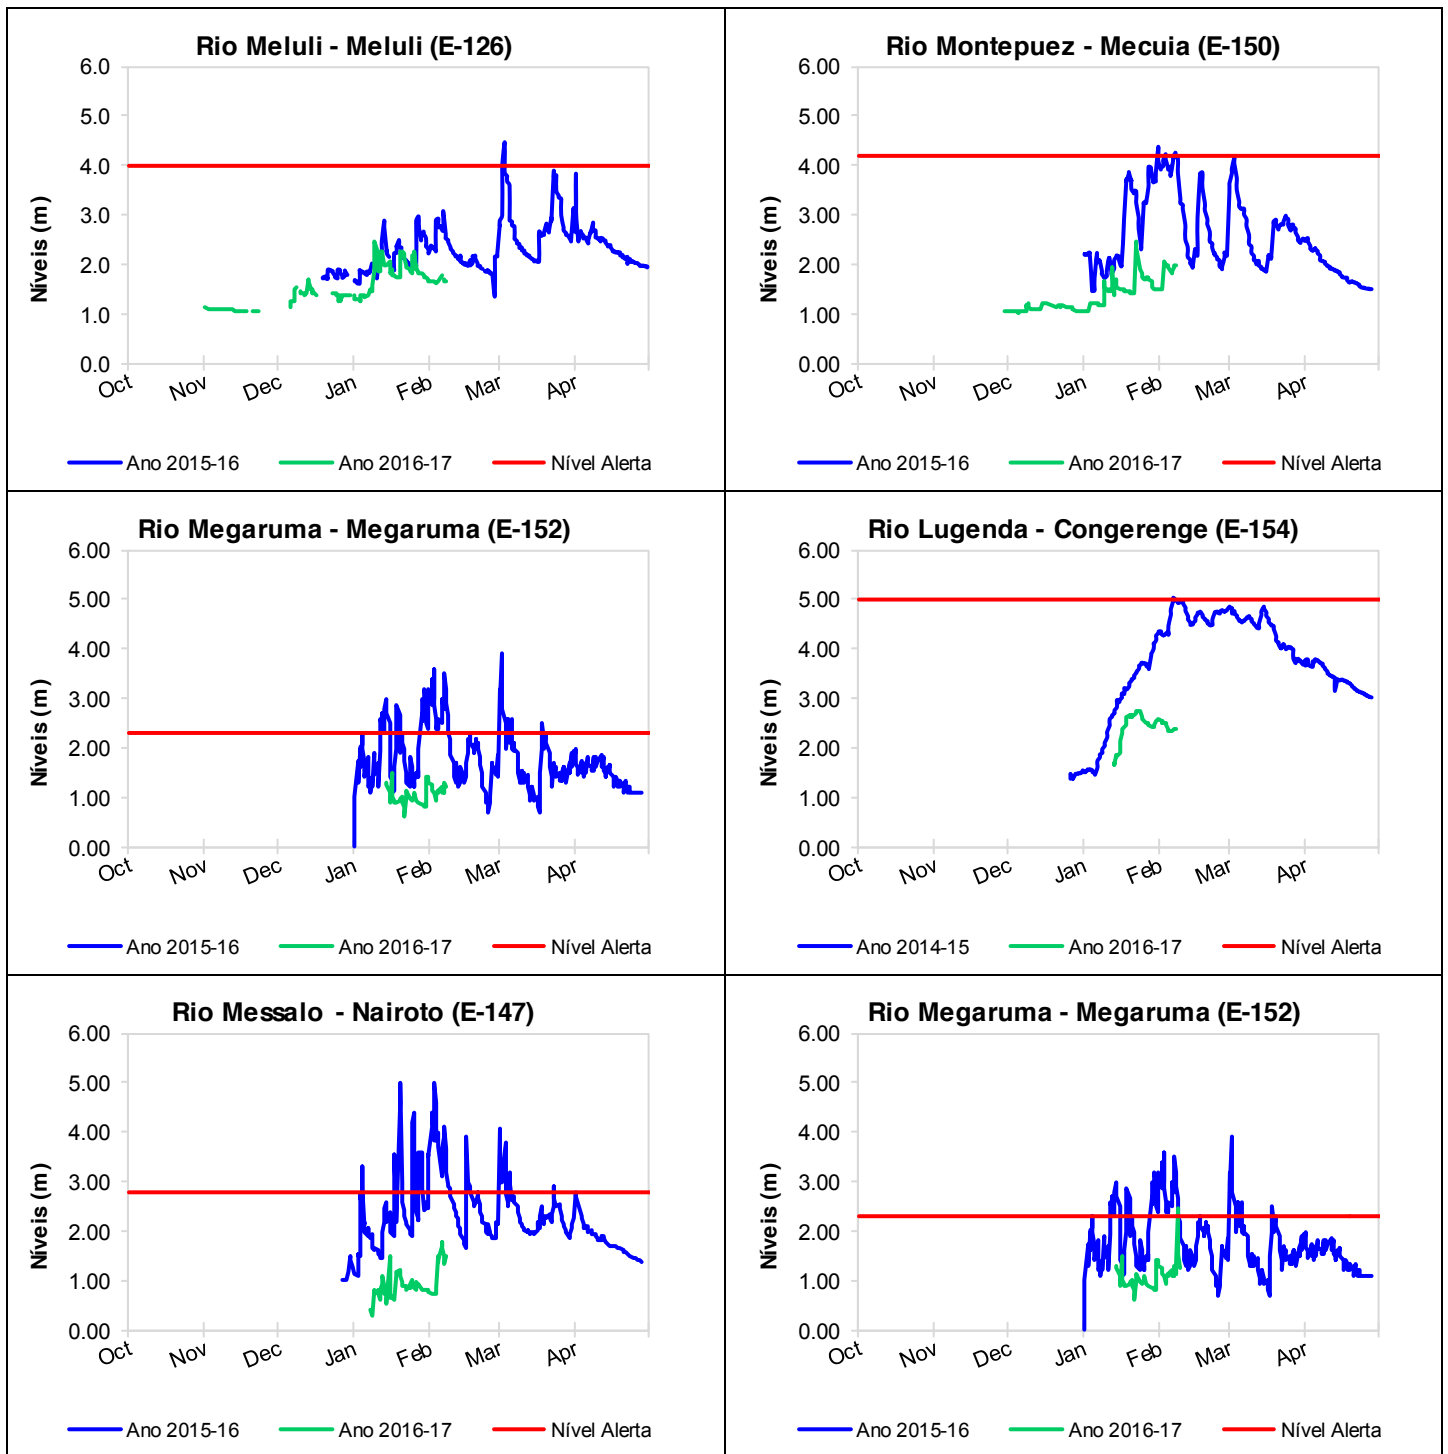 Rio Meluli - Meluli (E-126)
6.0
5.0
4.0
3.0
2.0
1.0
0.0
Níveis (m)
Oct Nov Dec Jan Feb Mar Apr
Ano 2015-16 Ano 2016-17 Nível Alerta
Rio Montepuez - Mecuia (E-150)
6.00
5.00
4.00
3.00
2.00
1.00
0.00
Níveis (m)
Oct Nov Dec Jan Feb Mar Apr
Ano 2015-16 Ano 2016-17 Nível Alerta
Rio Megaruma - Megaruma (E-152)
6.00
5.00
4.00
3.00
2.00
1.00
0.00
Níveis (m)
Oct Nov Dec Jan Feb Mar Apr
Ano 2015-16 Ano 2016-17 Nível Alerta
Rio Lugenda - Congerenge (E-154)
6.00
5.00
4.00
3.00
2.00
1.00
0.00
Níveis (m)
Oct Nov Dec Jan Feb Mar Apr
Ano 2014-15 Ano 2016-17 Nível Alerta
Rio Messalo - Nairoto (E-147)
6.00
5.00
4.00
3.00
2.00
1.00
0.00
Níveis (m)
Oct Nov Dec Jan Feb Mar Apr
Ano 2015-16 Ano 2016-17 Nível Alerta
Rio Megaruma - Megaruma (E-152)
6.00
5.00
4.00
3.00
2.00
1.00
0.00
Níveis (m)
Oct Nov Dec Jan Feb Mar Apr
Ano 2015-16 Ano 2016-17 Nível Alerta